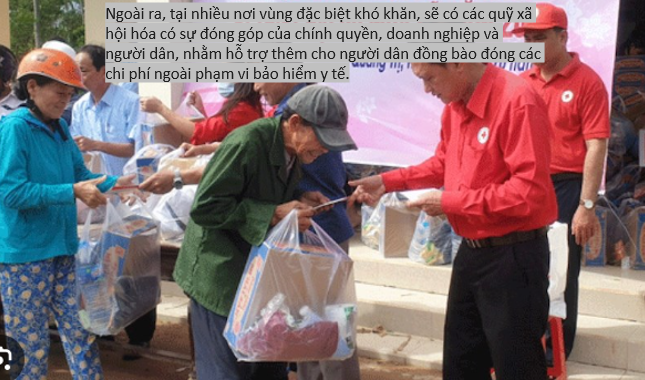 Ngoài ra, tại nhiều nơi vùng đặc biệt khó khăn, sẽ có các quỹ xã
hội hóa có sự đóng góp của chính quyền, doanh nghiệp và
người dân, nhằm hỗ trợ thêm cho người dân đồng bào đóng các
chi phí ngoài phạm vi bảo hiểm y tế.
Quảng Trị,